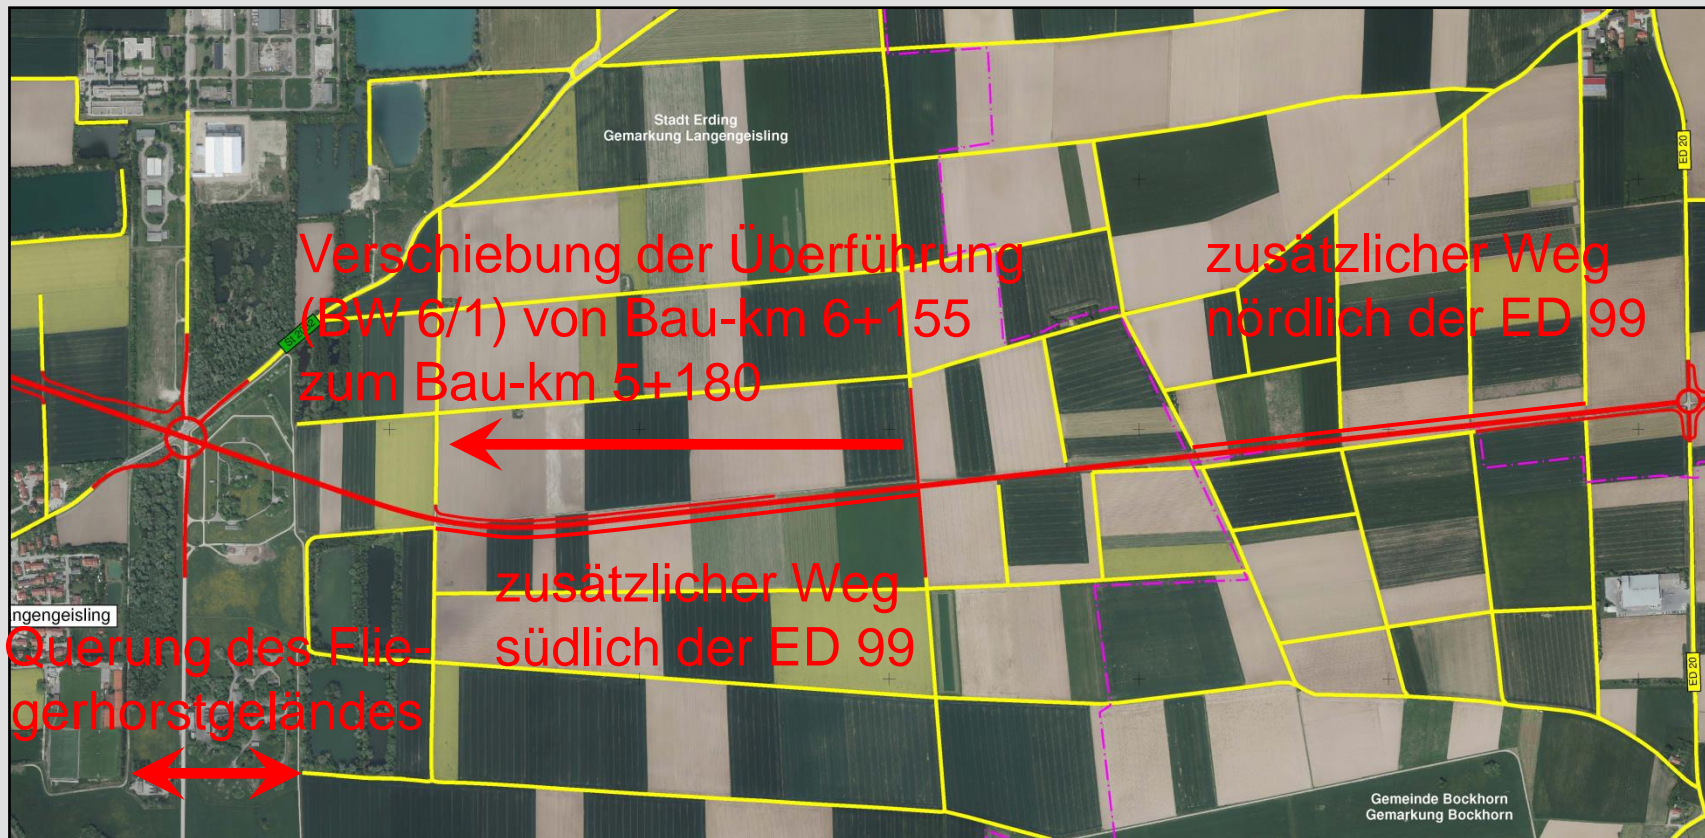 Stadt Erding
Gemarkung Langengeisling
ED 20
Verschiebung der Überführung
(BW 6/1) von Bau-km 6+155
zum Bau-km 5+180
zusätzlicher Weg
nördlich der ED 99
zusätzlicher Weg
südlich der ED 99
ngengeisling
Querung des Flie-
gerhorstgeländes
ED 20
Gemeinde Bockhorn
Gemarkung Bockhorn